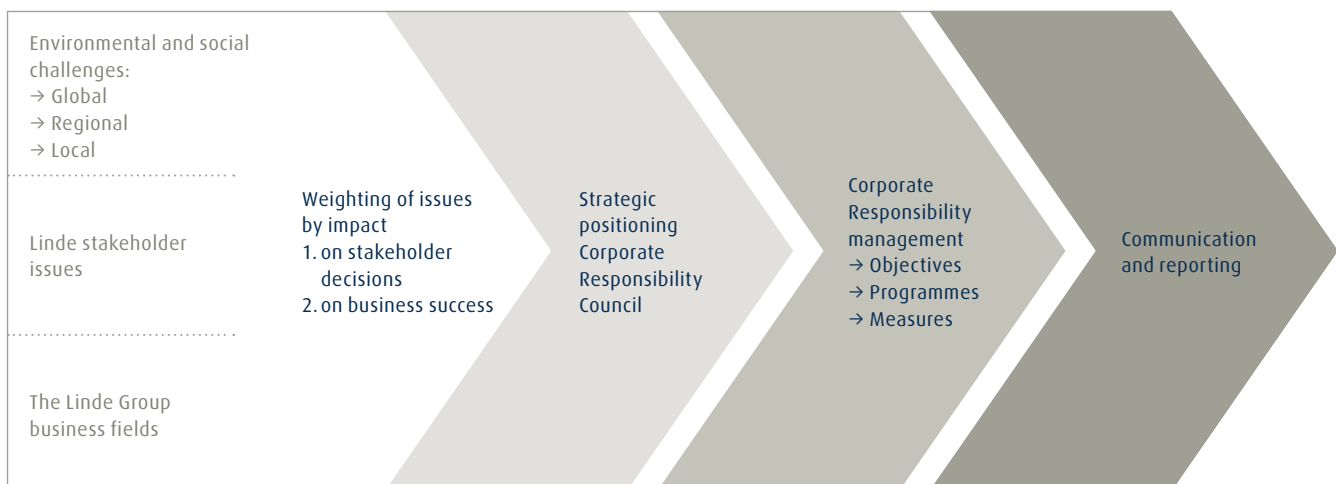 Environmental and social
challenges:
→ Global
→ Regional
→ Local
Linde stakeholder
issues
The Linde Group
business fields
Weighting of issues
by impact
1. on stakeholder
decisions
2. on business success
Strategic
positioning
Corporate
Responsibility
Council
Corporate
Responsibility
management
→ Objectives
→ Programmes
→ Measures
Communication
and reporting